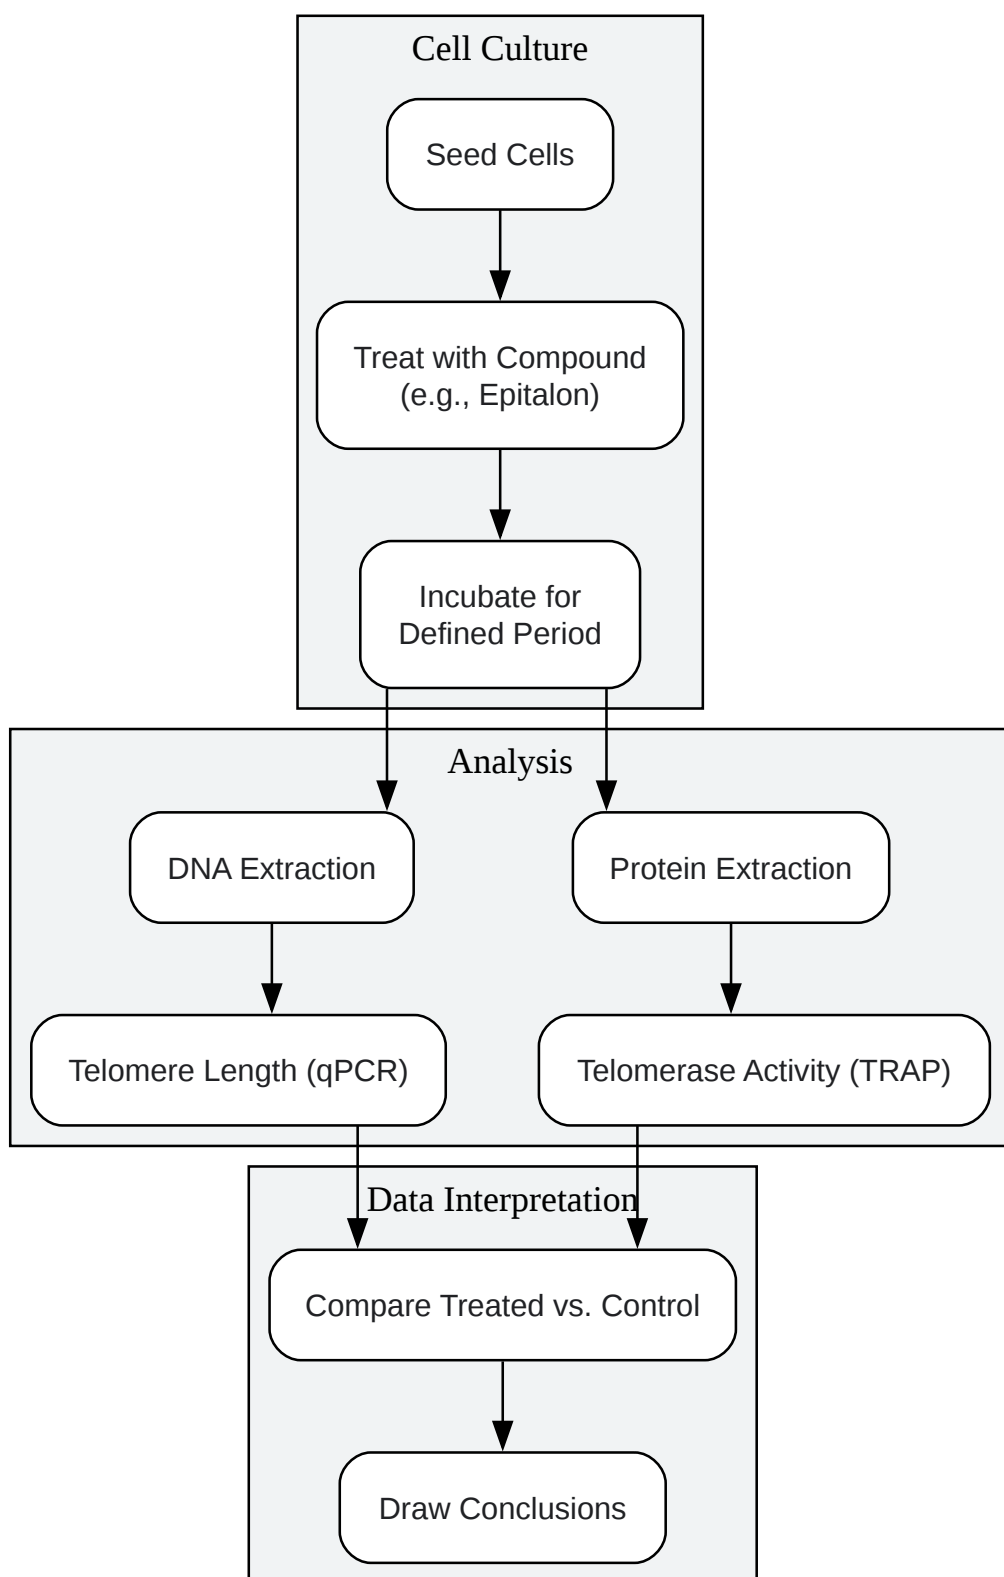 Cell Culture
Seed Cells
Treat with Compound
(e.g., Epitalon)
Incubate for
Defined Period
Analysis
DNA Extraction
Protein Extraction
Telomere Length (qPCR)
Telomerase Activity (TRAP)
Data Interpretation
Compare Treated vs. Control
Draw Conclusions